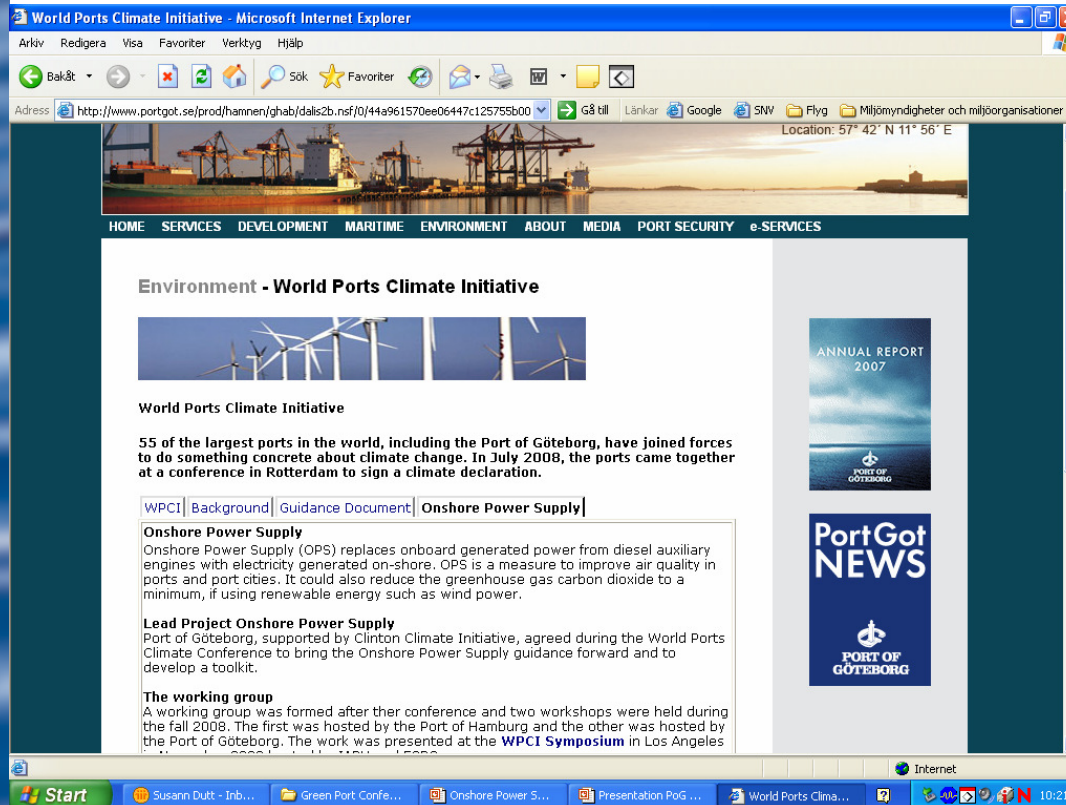 World Ports Climate Initiative - Microsoft Internet Explorer
Arkiv Redigera Visa Favoriter Verktyg Hjälp
Bakåt Sök Favoriter
Adress http://www.portgot.se/prod/hamnen/ghab/dalis2b.nsf/0/44a961570ee06447c125755b00 Gå till Länkar Google SNV Flyg Miljömyndigheter och miljöorganisationer
Location: 57° 42´ N 11° 56´ E
HOME SERVICES DEVELOPMENT MARITIME ENVIRONMENT ABOUT MEDIA PORT SECURITY e-SERVICES
Environment - World Ports Climate Initiative
World Ports Climate Initiative
55 of the largest ports in the world, including the Port of Göteborg, have joined forces
to do something concrete about climate change. In July 2008, the ports came together
at a conference in Rotterdam to sign a climate declaration.
WPCI Background Guidance Document Onshore Power Supply
Onshore Power Supply
Onshore Power Supply (OPS) replaces onboard generated power from diesel auxiliary
engines with electricity generated on-shore. OPS is a measure to improve air quality in
ports and port cities. It could also reduce the greenhouse gas carbon dioxide to a
minimum, if using renewable energy such as wind power.
Lead Project Onshore Power Supply
Port of Göteborg, supported by Clinton Climate Initiative, agreed during the World Ports
Climate Conference to bring the Onshore Power Supply guidance forward and to
develop a toolkit.
The working group
A working group was formed after ther conference and two workshops were held during
the fall 2008. The first was hosted by the Port of Hamburg and the other was hosted by
the Port of Göteborg. The work was presented at the WPCI Symposium in Los Angeles
ANNUAL REPORT
2007
PORT OF
GÖTEBORG
PortGot
NEWS
PORT OF
GÖTEBORG
Internet
Start Susann Dutt - Inb... Green Port Confe... Onshore Power S... Presentation PoG ... World Ports Clima... 10:2